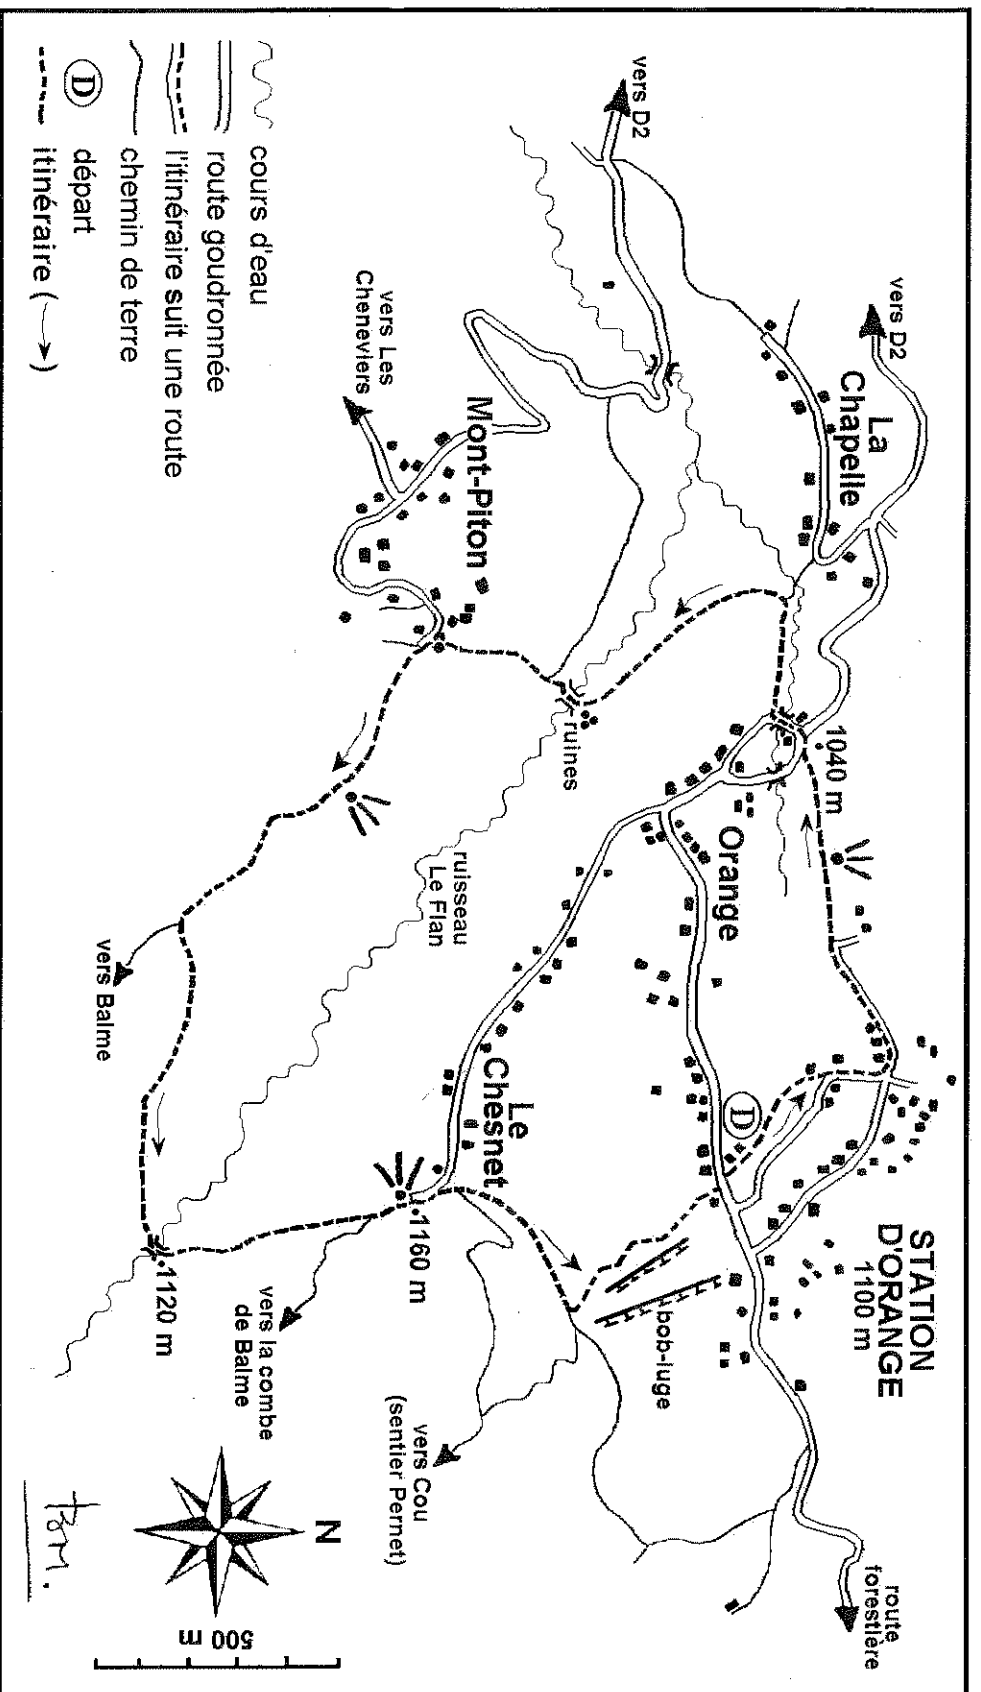 vers D2
vers D2
La
Chapelle
1040 m
Orange
STATION
D'ORANGE
1100 m
route
forestière
D
bob-luge
vers Les
Cheneviers
Mont-Piton
ruines
ruisseau
Le Flan
Le
Chesnet
1160 m
vers Cou
(sentier Pernet)
vers Balme
1120 m
vers la combe
de Balme
cours d'eau
route goudronnée
l'itinéraire suit une route
chemin de terre
D départ
itinéraire ( → )
N
500 m